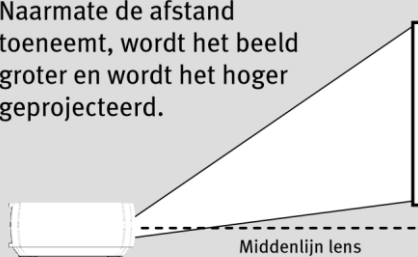 Naarmate de afstand
toeneemt, wordt het beeld
groter en wordt het hoger
geprojecteerd.
Middenlijn lens